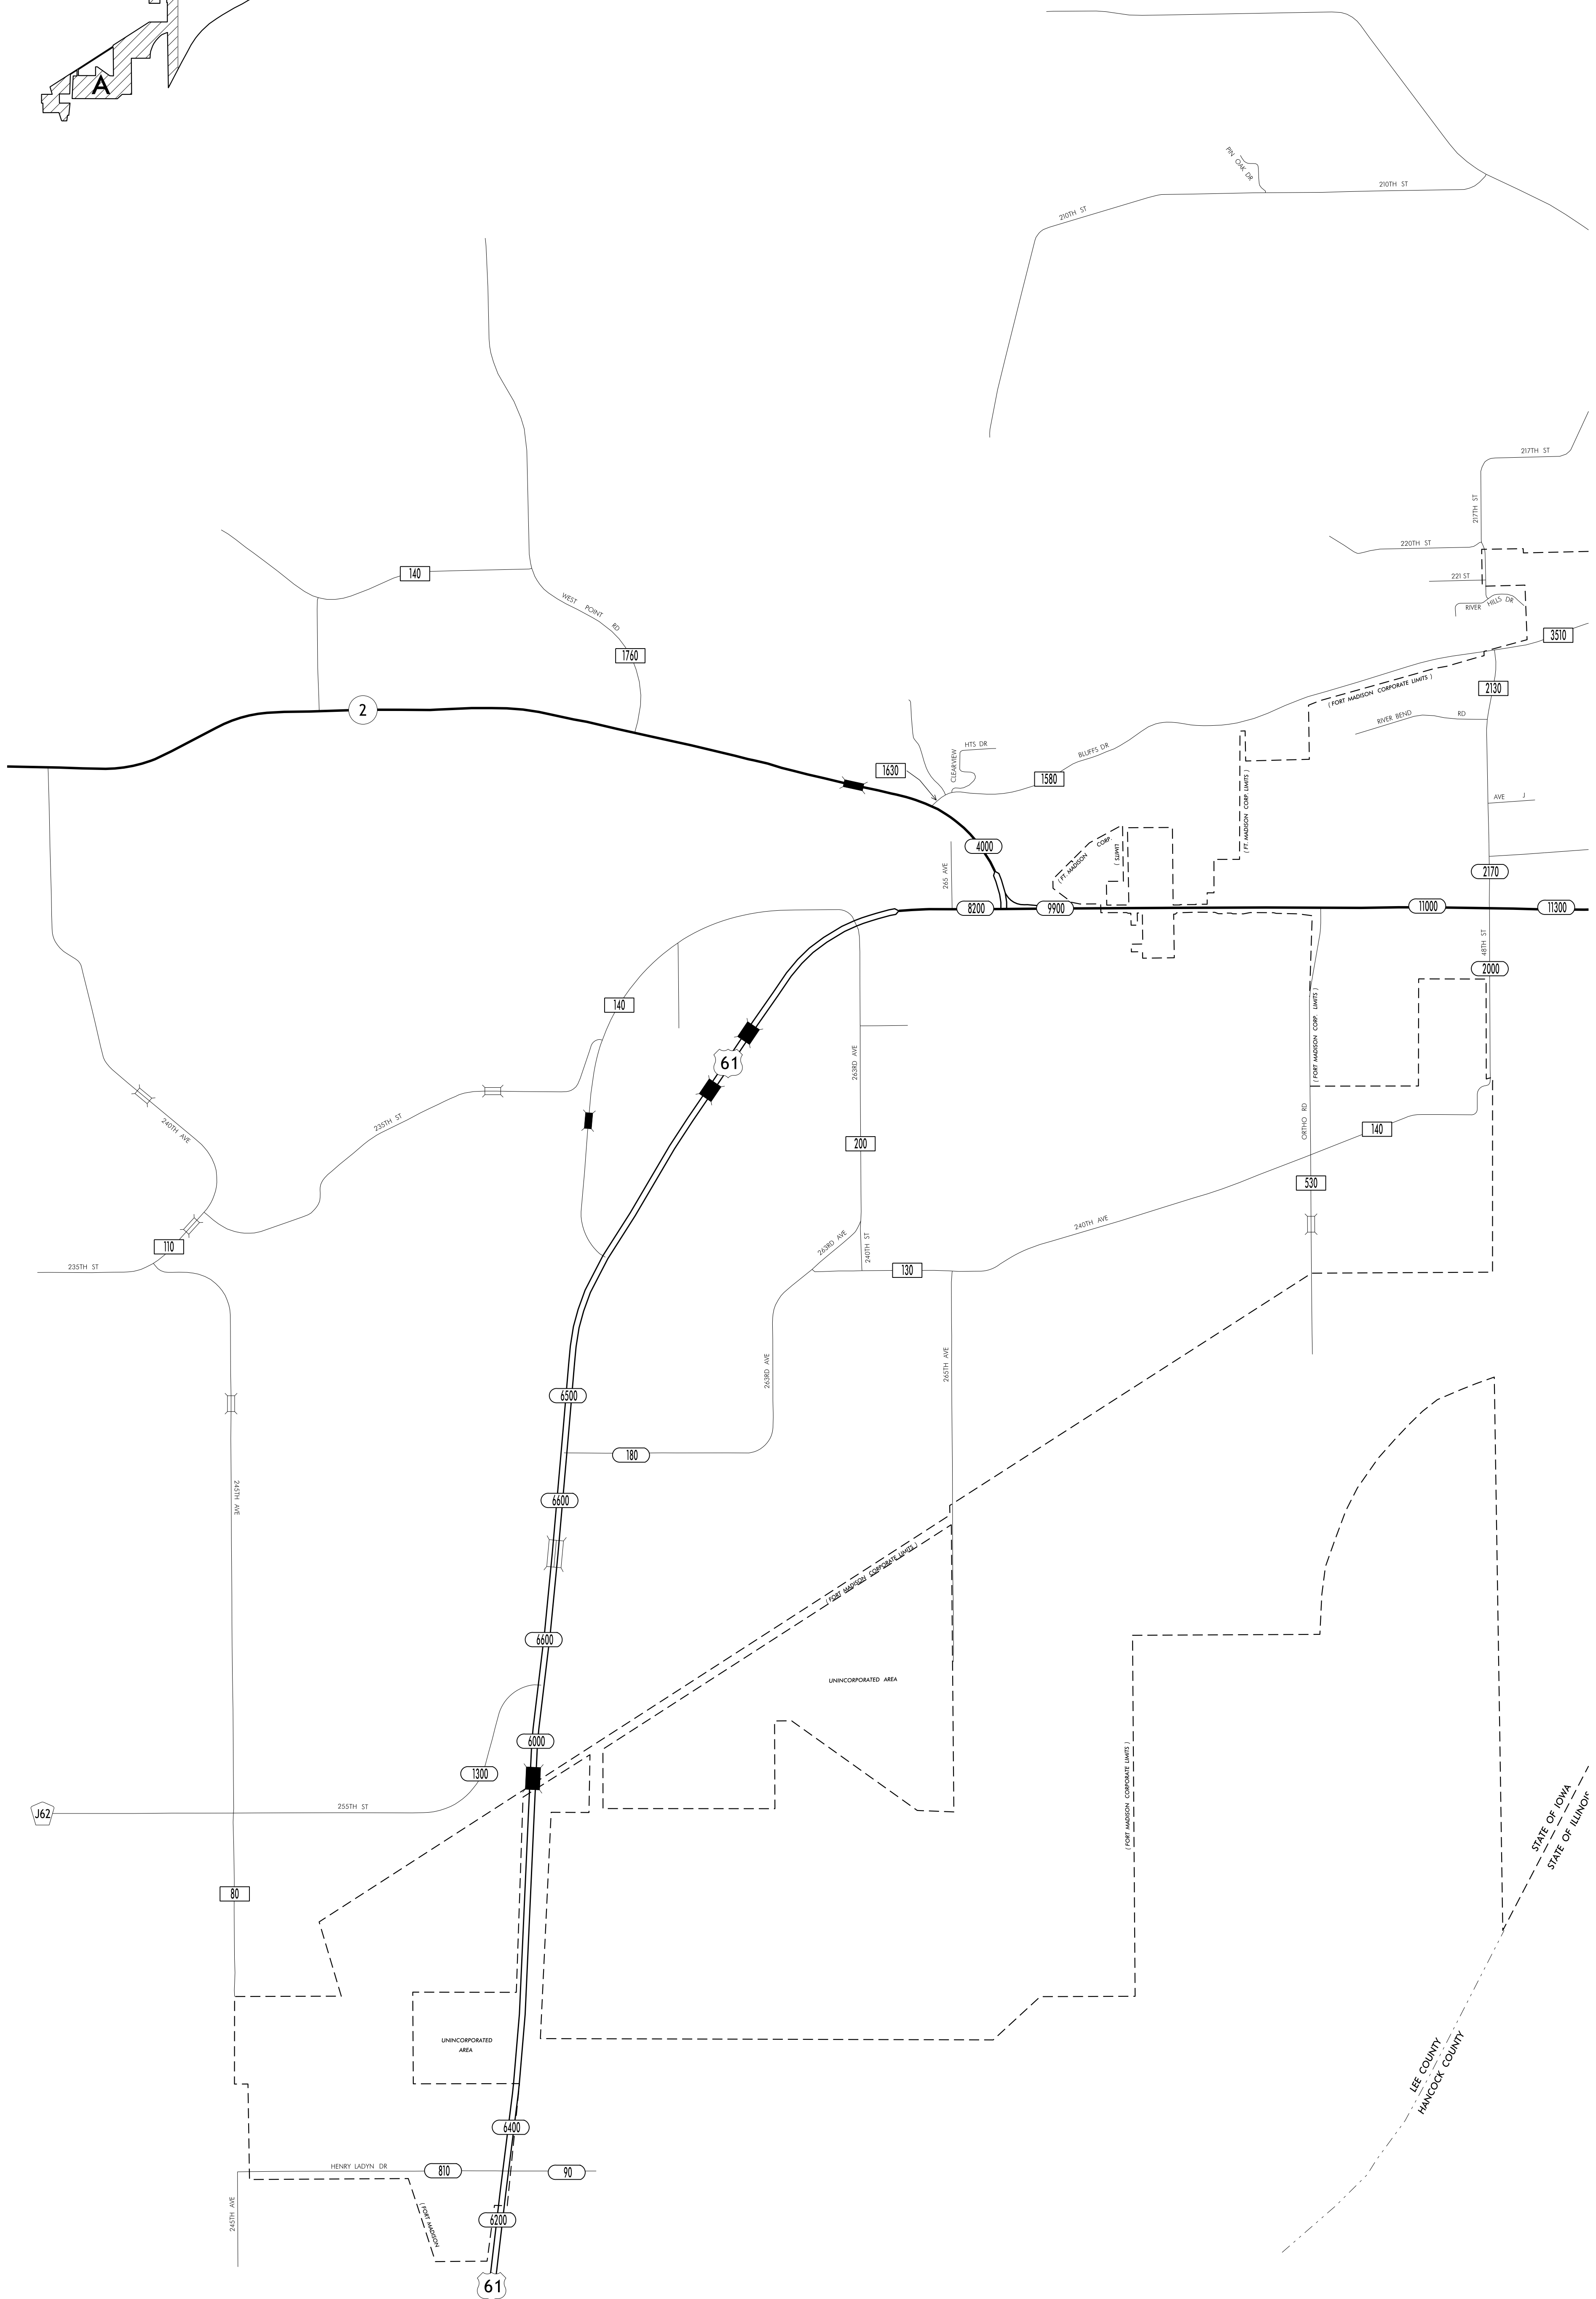 A
PIN OAK DR
210TH ST
210TH ST
217TH ST
217TH ST
220TH ST
221 ST
RIVER HILLS DR
140
WEST POINT RD
3510
1760
( FORT MADISON CORPORATE LIMITS )
2130
2
RIVER BEND RD
HTS DR
CLEARVIEW
BLUFFS DR
1630
1580
( FT. MADISON CORP. LIMITS )
AVE J
4000
( FT. MADISON CORP. LIMITS )
265 AVE
2170
8200
9900
11000
11300
48TH ST
2000
140
( FORT MADISON CORP. LIMITS )
61
263RD AVE
240TH AVE
235TH ST
ORTHO RD
140
200
530
240TH AVE
263RD AVE
240TH ST
110
235TH ST
130
263RD AVE
265TH AVE
6500
180
245TH AVE
6600
( FORT MADISON CORPORATE LIMITS )
6600
UNINCORPORATED AREA
6000
1300
( FORT MADISON CORPORATE LIMITS )
J62
255TH ST
STATE OF IOWA
STATE OF ILLINOIS
80
UNINCORPORATED
AREA
LEE COUNTY
HANCOCK COUNTY
6400
HENRY LADYN DR
810
90
245TH AVE
( FORT MADISON
6200
61